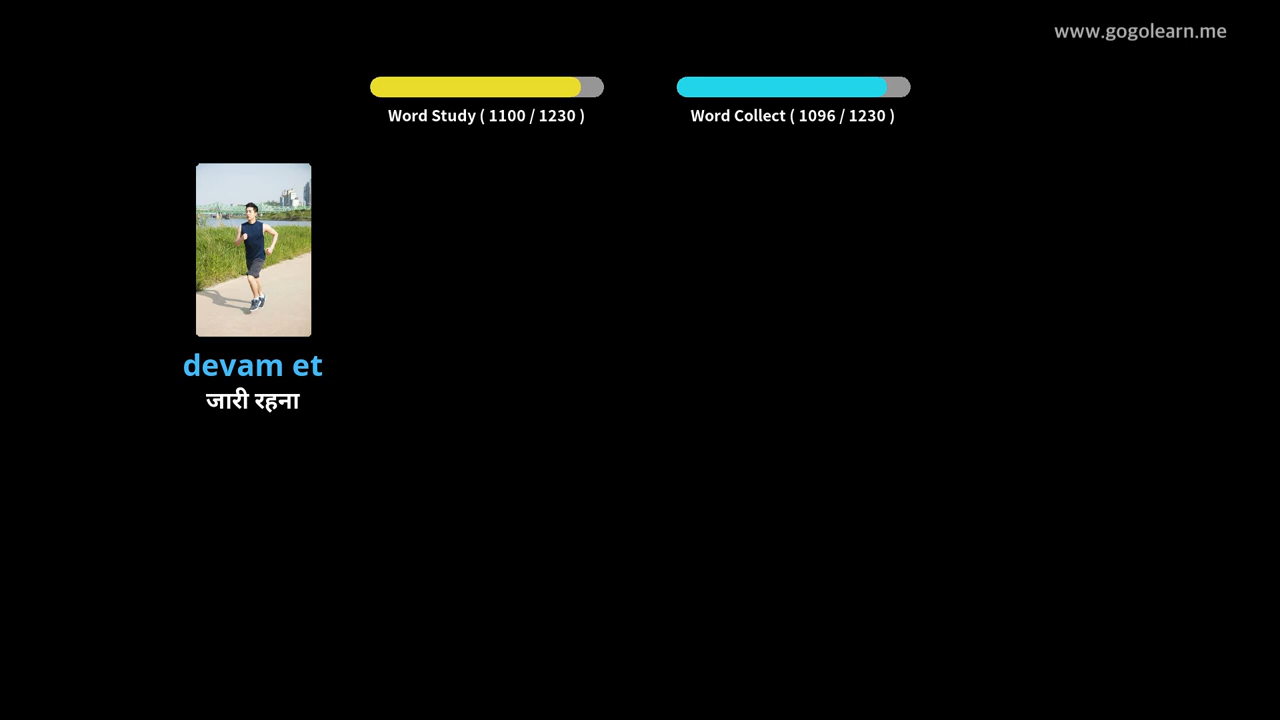 www.gogolearn.me
Word Study ( 1100 / 1230 )
Word Collect ( 1096 / 1230 )
devam et
जारी रहना